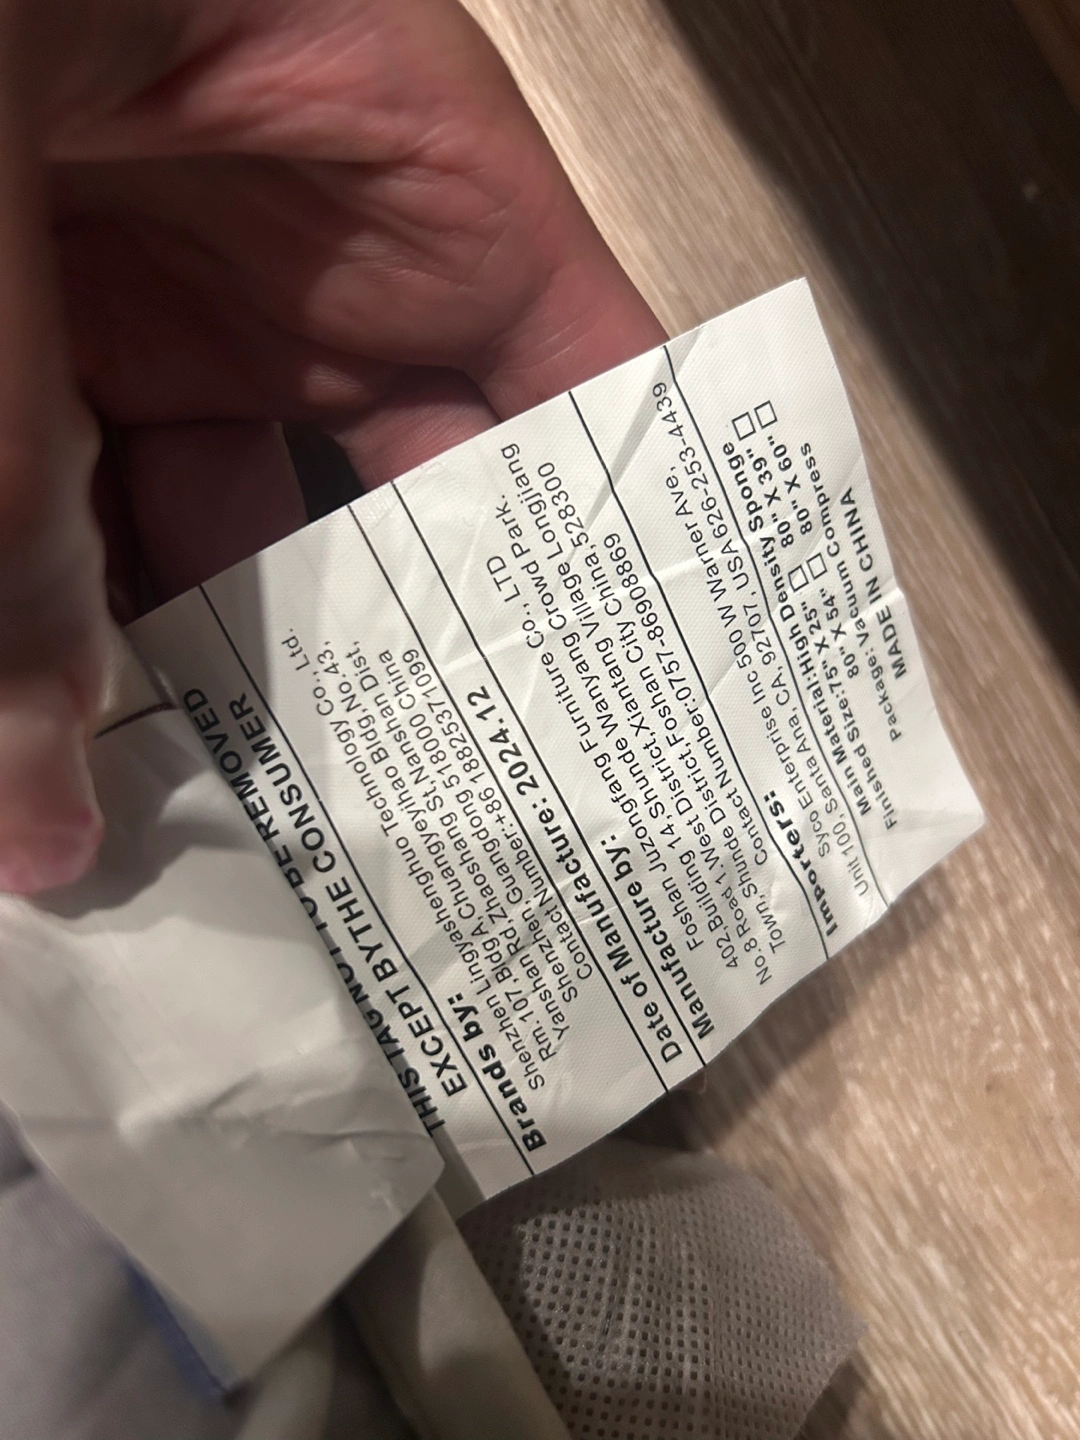 THIS TAG NOT TO BE REMOVED
EXCEPT BY THE CONSUMER
Brands by:
Shenzhen Lingyashenghuo Technology Co., Ltd.
Rm. 107, Bldg A, Chuangyeyihao Bldg, No.43,
Yanshan Rd, Zhaoshang St, Nanshan Dist,
Shenzhen, Guangdong 518000 China
Contact Number:+86 18825371099
Date of Manufacture: 2024.12
Manufacture by:
Foshan Juzongfang Furniture Co., LTD
402,Building 14, Shunde Wanyang Crowd Park.
No.8 Road 1, West District, Xiantang Village Longjiang
Town, Shunde District, Foshan City China, 528300
Contact Number:0757-869088869
Importers:
Syco Enterprise Inc 500 W Warner Ave,
Unit 100, Santa Ana, CA, 92707, USA 626-253-4439
Main Material:High Density Sponge
Finished Size:75" X 25" □ 80" X 39" □
80" X 54" □ 80" X 60" □
Package: Vacuum Compress
MADE IN CHINA